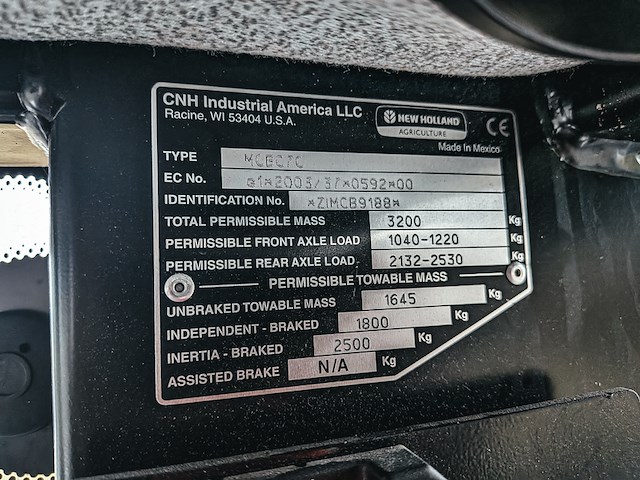 CNH Industrial America LLC
Racine, WI 53404 U.S.A.
NEW HOLLAND
AGRICULTURE
CE
Made in Mexico
TYPE
EC No. e1*2003/37*0592*00
IDENTIFICATION No. *ZIMCB9188*
TOTAL PERMISSIBLE MASS 3200 Kg
PERMISSIBLE FRONT AXLE LOAD 1040-1220 Kg
PERMISSIBLE REAR AXLE LOAD 2132-2530 Kg
PERMISSIBLE TOWABLE MASS
UNBRAKED TOWABLE MASS 1645 Kg
INDEPENDENT - BRAKED 1800 Kg
INERTIA - BRAKED 2500 Kg
ASSISTED BRAKE N/A Kg